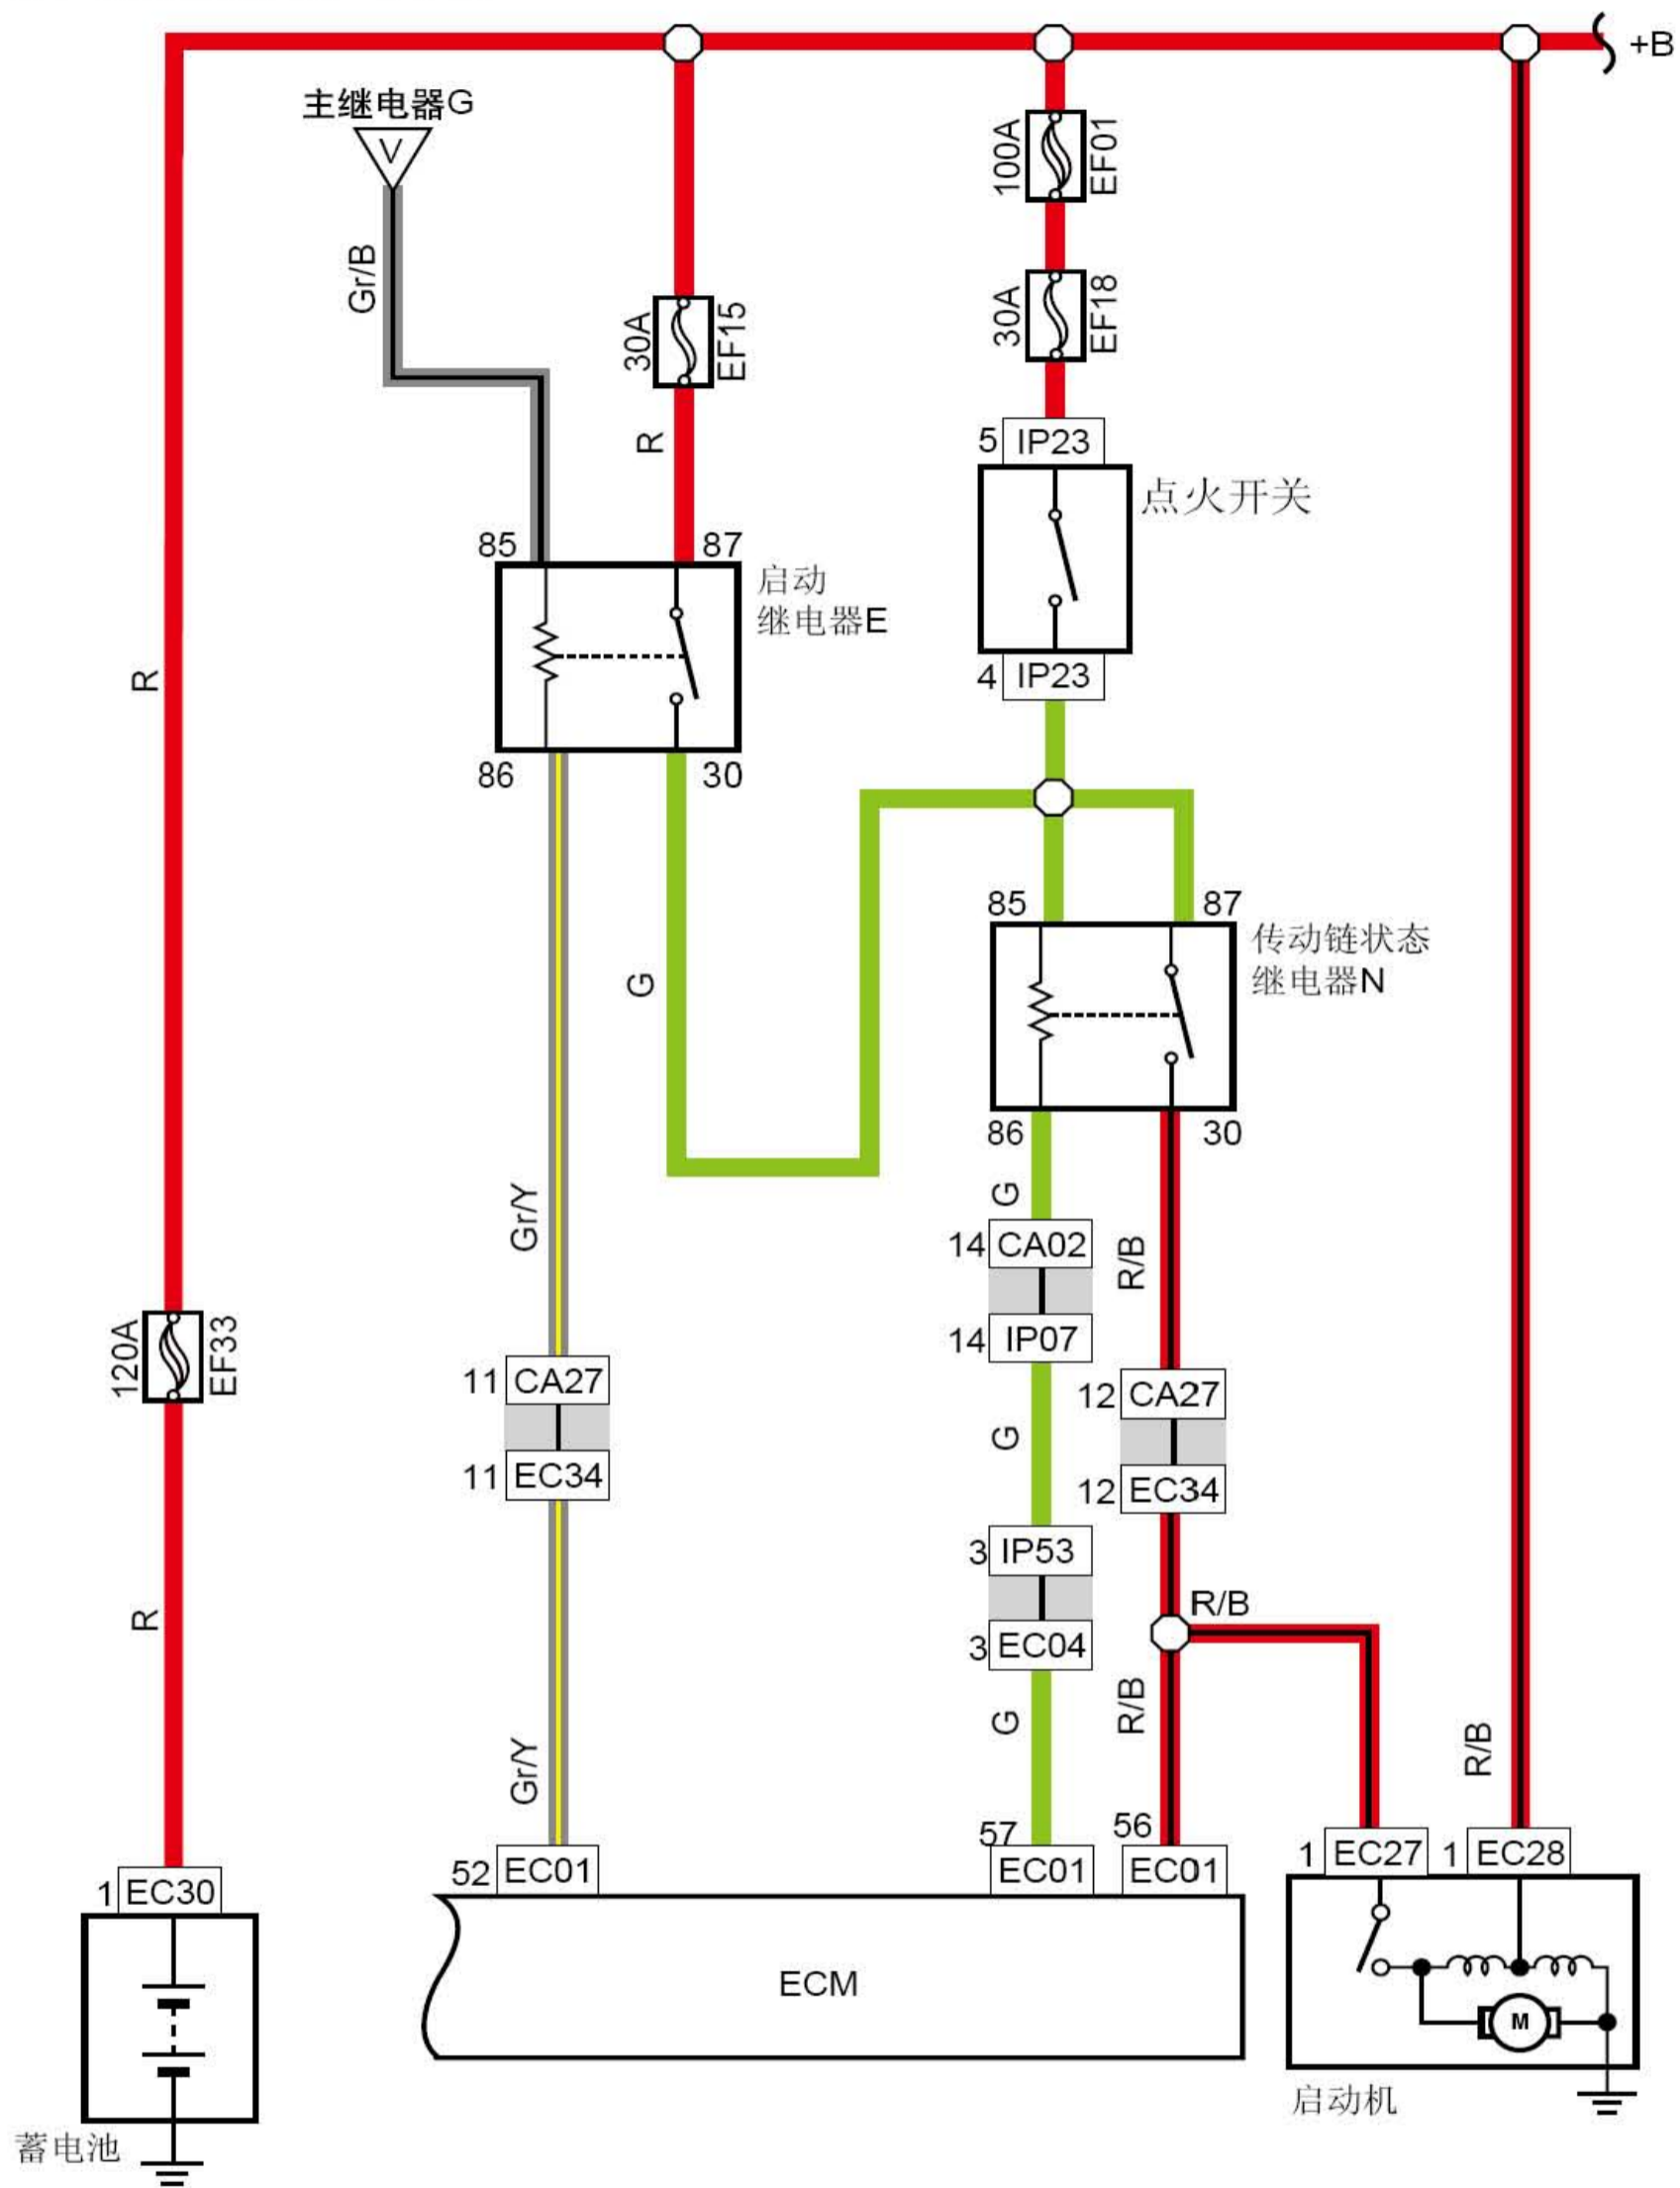 +B
主继电器G
V
100A
EF01
Gr/B
30A
EF15
30A
EF18
R
5
IP23
点火开关
85
87
启动
继电器E
4
IP23
R
86
30
85
87
传动链状态
继电器N
G
86
30
G
Gr/Y
14
CA02
R/B
14
IP07
120A
EF33
11
CA27
12
CA27
G
11
EC34
12
EC34
3
IP53
R/B
R
3
EC04
G
R/B
R/B
Gr/Y
57
56
1
EC27
1
EC28
52
EC01
EC01
EC01
1
EC30
ECM
M
启动机
蓄电池